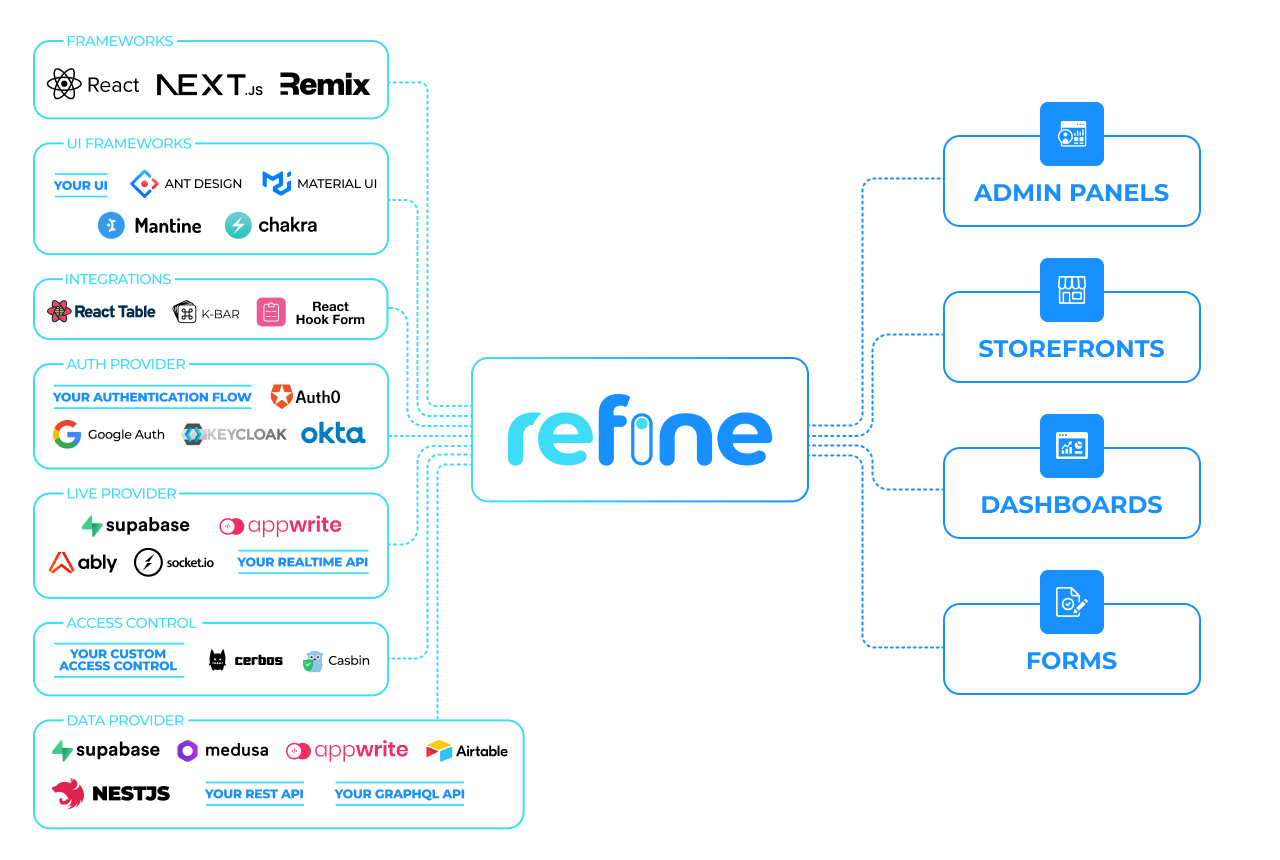 FRAMEWORKS
React NEXT.JS Remix
UI FRAMEWORKS
YOUR UI ANT DESIGN MATERIAL UI
Mantine chakra
INTEGRATIONS
React Table K-BAR React
Hook Form
AUTH PROVIDER
YOUR AUTHENTICATION FLOW Auth0
Google Auth KEYCLOAK okta
LIVE PROVIDER
supabase appwrite
ably socket.io YOUR REALTIME API
ACCESS CONTROL
YOUR CUSTOM
ACCESS CONTROL cerbos Casbin
DATA PROVIDER
supabase medusa appwrite Airtable
NESTJS YOUR REST API YOUR GRAPHQL API
refine
ADMIN PANELS
STOREFRONTS
DASHBOARDS
FORMS